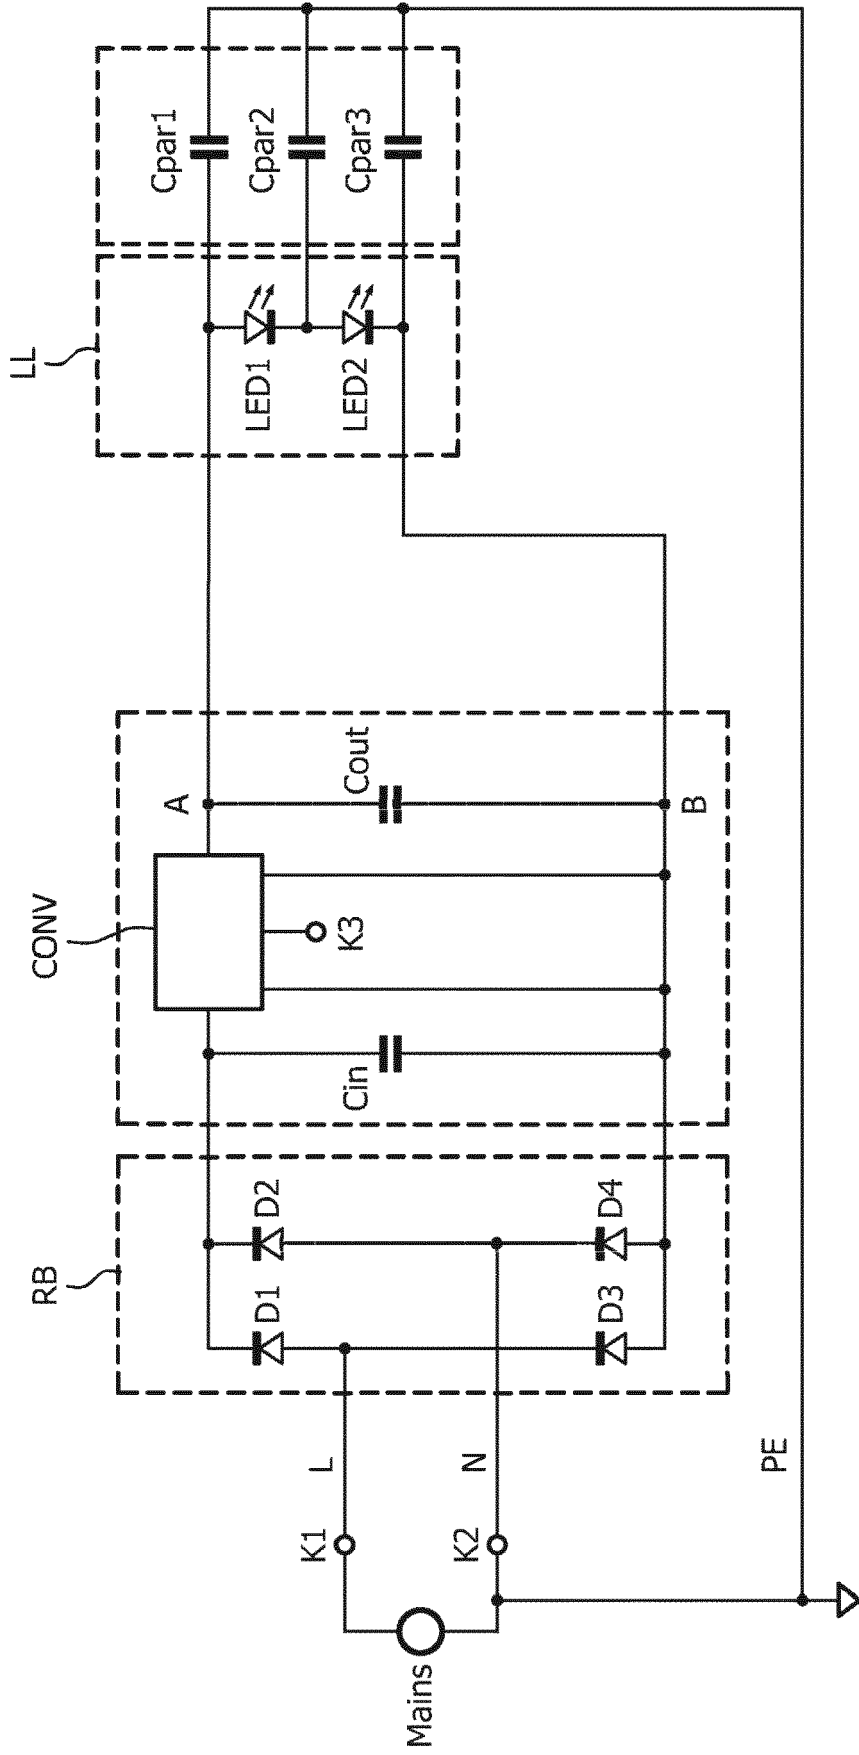 Mains
K1
L
K2
N
PE
RB
D1
D2
D3
D4
CONV
Cin
K3
A
Cout
B
LL
LED1
LED2
Cpar1
Cpar2
Cpar3